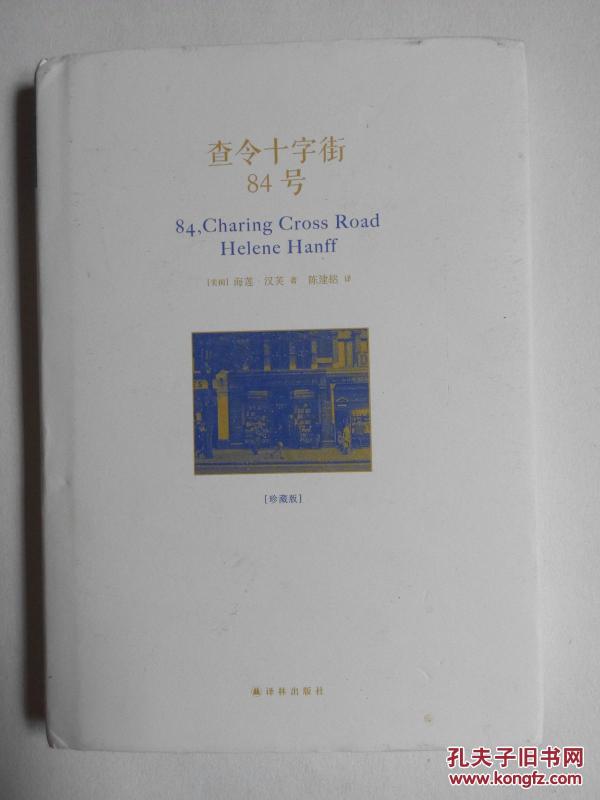 查令十字街
84号
84,Charing Cross Road
Helene Hanff
[美国] 海莲·汉芙 著 陈建铭 译
[珍藏版]
译林出版社
孔夫子旧书网
www.kongfz.com